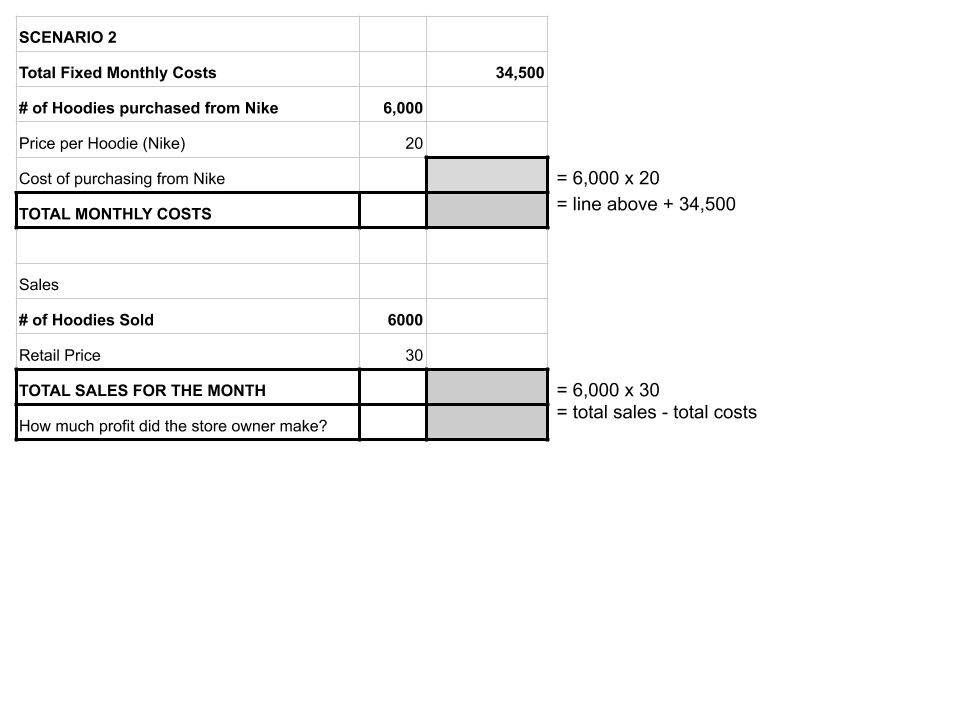 SCENARIO 2
Total Fixed Monthly Costs 34,500
# of Hoodies purchased from Nike 6,000
Price per Hoodie (Nike) 20
Cost of purchasing from Nike = 6,000 x 20
TOTAL MONTHLY COSTS = line above + 34,500
Sales
# of Hoodies Sold 6000
Retail Price 30
TOTAL SALES FOR THE MONTH = 6,000 x 30
How much profit did the store owner make? = total sales - total costs